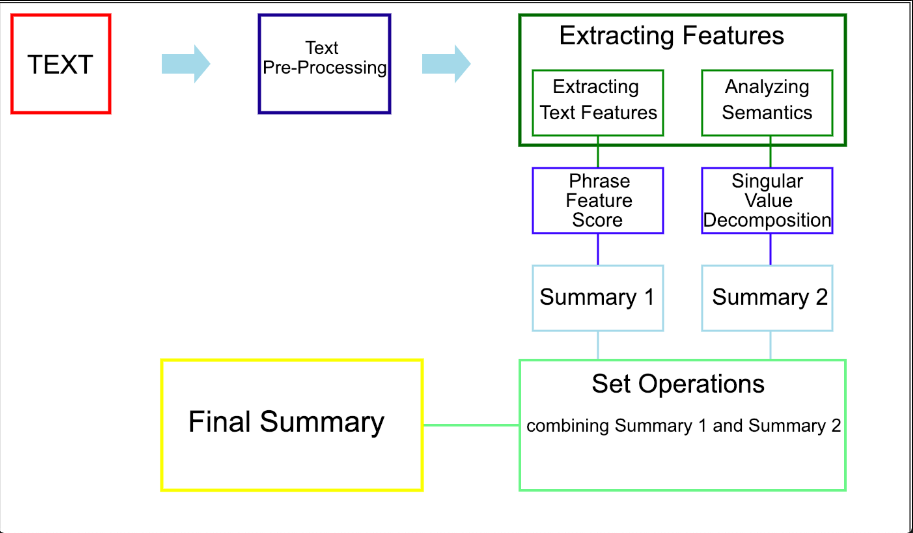 TEXT
Text
Pre-Processing
Extracting Features
Extracting
Text Features
Analyzing
Semantics
Phrase
Feature
Score
Singular
Value
Decomposition
Summary 1
Summary 2
Set Operations
combining Summary 1 and Summary 2
Final Summary